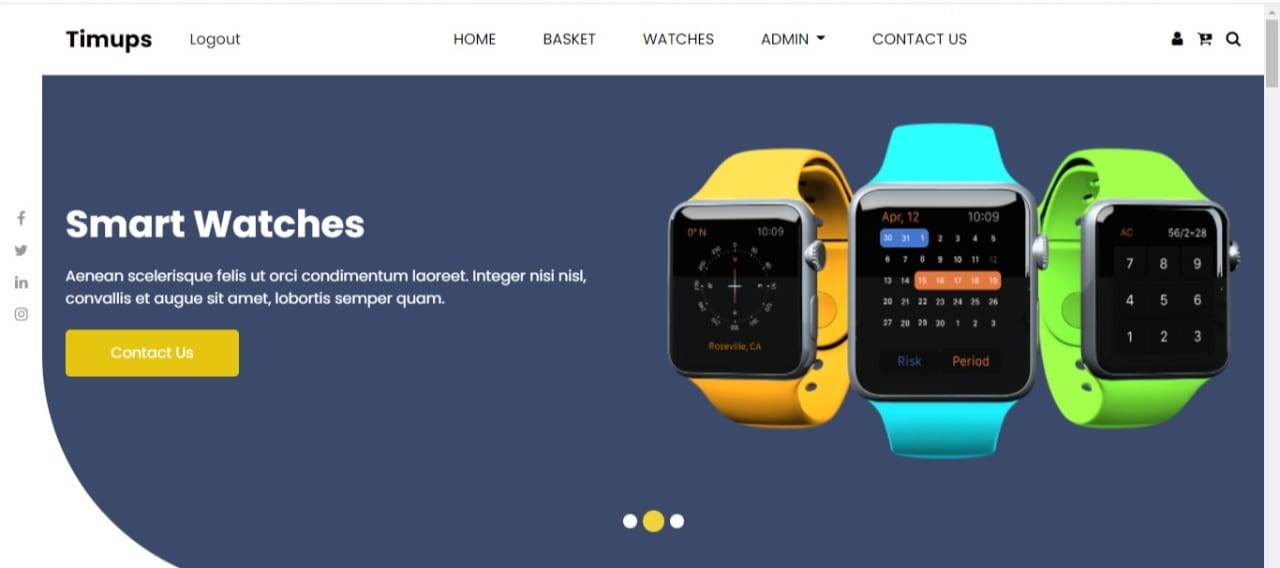 Timups
Logout
HOME
BASKET
WATCHES
ADMIN
CONTACT US
Smart Watches
Aenean scelerisque felis ut orci condimentum laoreet. Integer nisi nisl,
convallis et augue sit amet, lobortis semper quam.
Contact Us
0° N 10:09
Roseville, CA
Apr, 12 10:09
30 31 1 2 3 4 5
6 7 8 9 10 11 12
13 14 15 16 17 18 19
20 21 22 23 24 25 26
27 28 29 30 1 2 3
Risk Period
AC 56/2=28
7 8 9
4 5 6
1 2 3